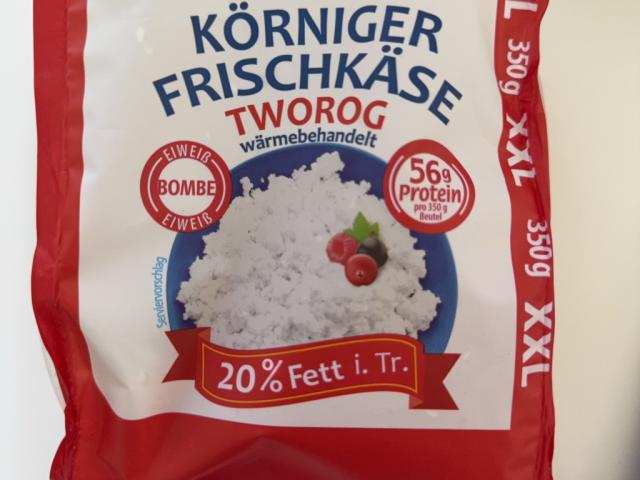 KÖRNIGER
FRISCHKÄSE
TWOROG
wärmebehandelt
EIWEIß
BOMBE
EIWEIß
56g
Protein
pro 350 g
Beutel
Serviervorschlag
20% Fett i. Tr.
L 350g XXL 350g XXL